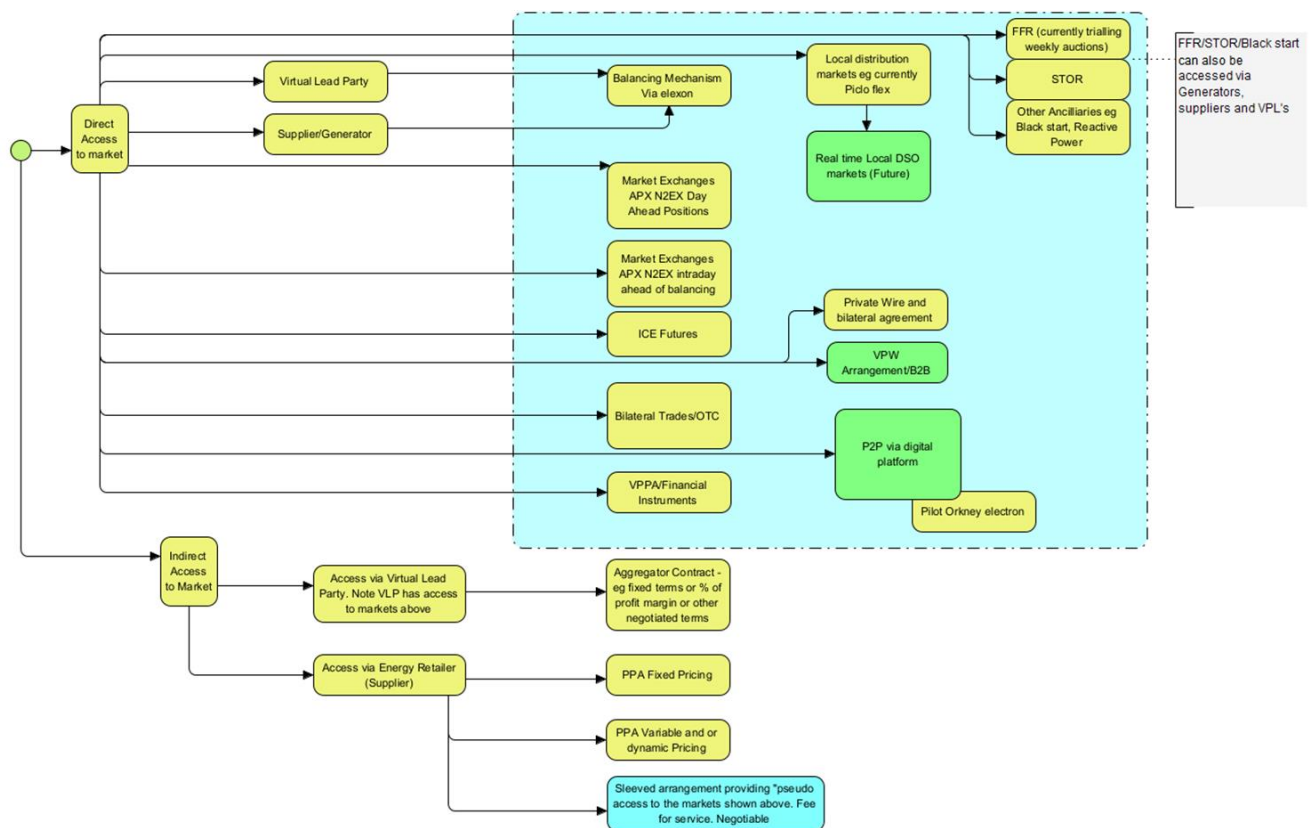 FFR (currently trialling
weekly auctions)
FFR/STOR/Black start
can also be
accessed via
Generators,
suppliers and VPL's
Local distribution
markets eg currently
Piclo flex
STOR
Virtual Lead Party
Balancing Mechanism
Via elexon
Other Ancilliaries eg
Black start, Reactive
Power
Direct
Access
to market
Supplier/Generator
Real time Local DSO
markets (Future)
Market Exchanges
APX N2EX Day
Ahead Positions
Market Exchanges
APX N2EX intraday
ahead of balancing
Private Wire and
bilateral agreement
ICE Futures
VPW
Arrangement/B2B
Bilateral Trades/OTC
P2P via digital
platform
VPPA/Financial
Instruments
Pilot Orkney electron
Indirect
Access
to Market
Access via Virtual Lead
Party. Note VLP has access
to markets above
Aggregator Contract -
eg fixed terms or % of
profit margin or other
negotiated terms
Access via Energy Retailer
(Supplier)
PPA Fixed Pricing
PPA Variable and or
dynamic Pricing
Sleeved arrangement providing "pseudo
access to the markets shown above. Fee
for service. Negotiable